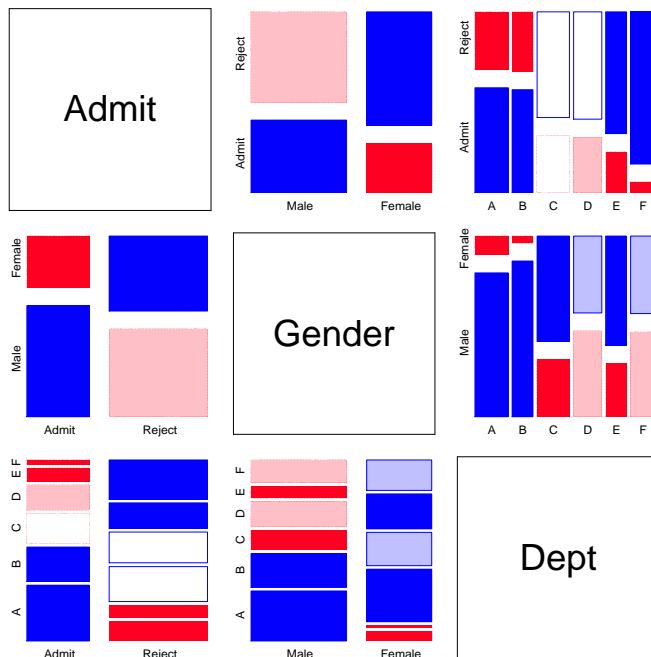 Admit
Reject
Admit
Male Female
Reject
Admit
A B C D E F
Female
Male
Admit Reject
Gender
Female
Male
A B C D E F
F
E
D
C
B
A
Admit Reject
F
E
D
C
B
A
Male Female
Dept